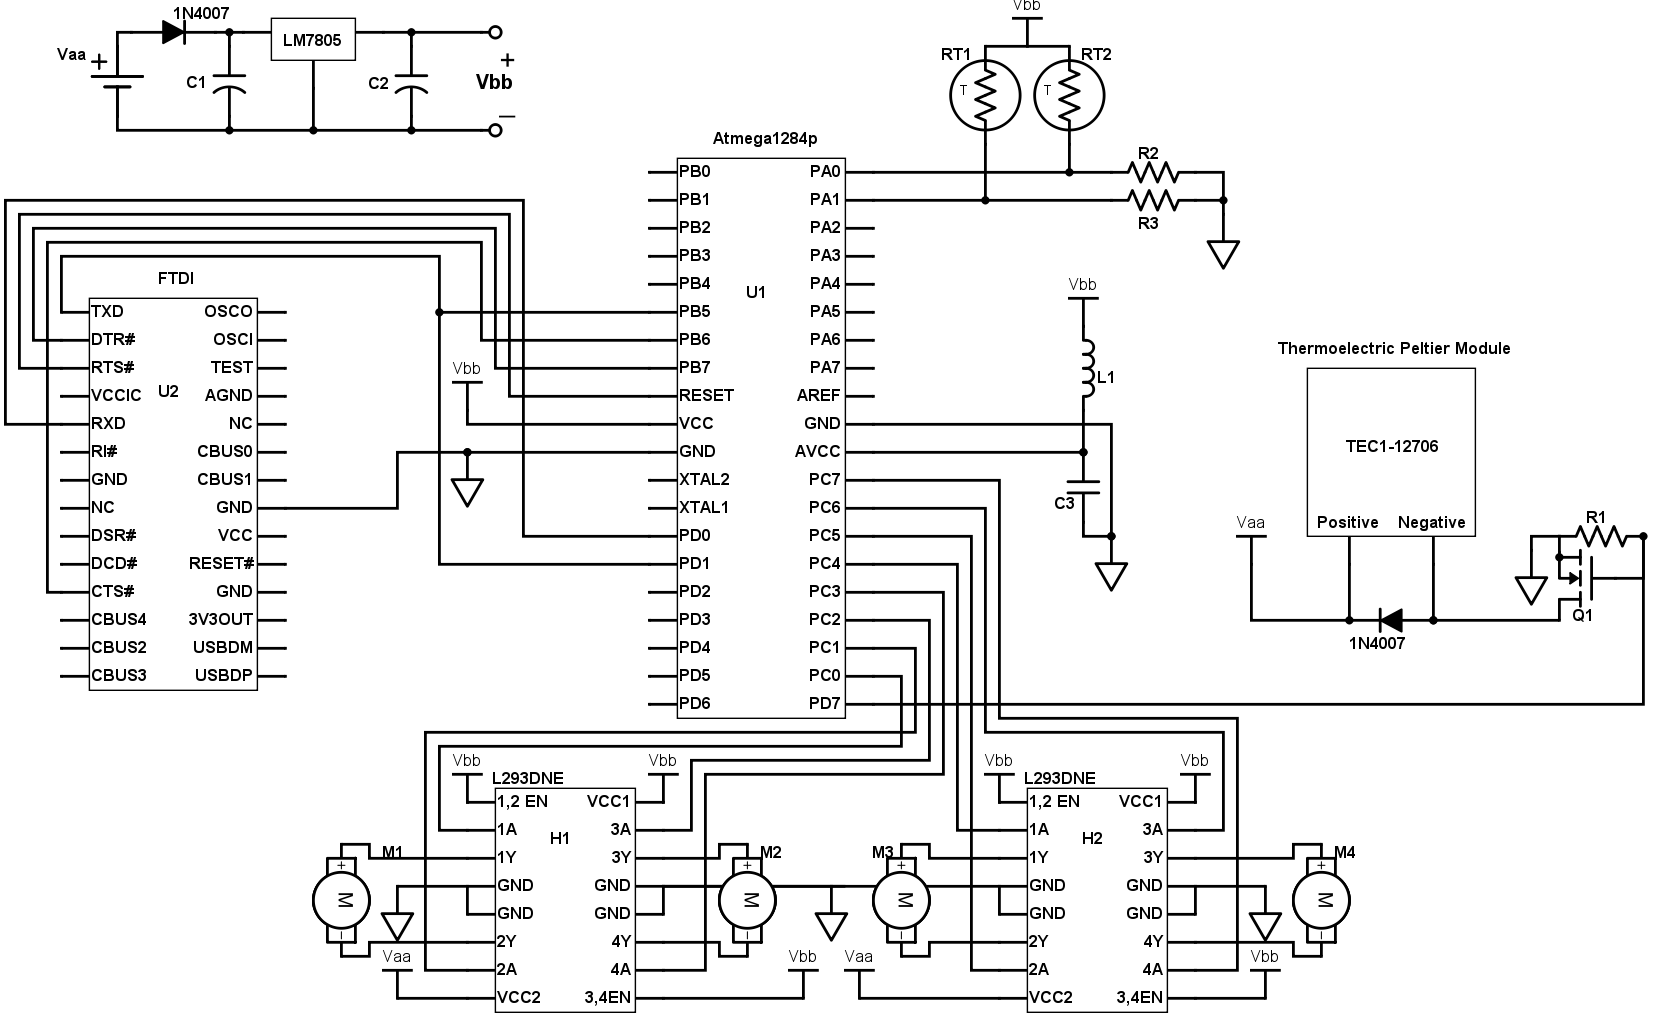 1N4007
LM7805
Vaa
+
C1
C2
+
Vbb
−
Vbb
RT1
RT2
T
T
Atmega1284p
U1
PB0
PB1
PB2
PB3
PB4
PB5
PB6
PB7
RESET
VCC
GND
XTAL2
XTAL1
PD0
PD1
PD2
PD3
PD4
PD5
PD6
PA0
PA1
PA2
PA3
PA4
PA5
PA6
PA7
AREF
GND
AVCC
PC7
PC6
PC5
PC4
PC3
PC2
PC1
PC0
PD7
R2
R3
Vbb
L1
C3
FTDI
U2
TXD
DTR#
RTS#
VCCIC
RXD
RI#
GND
NC
DSR#
DCD#
CTS#
CBUS4
CBUS2
CBUS3
OSCO
OSCI
TEST
AGND
NC
CBUS0
CBUS1
GND
VCC
RESET#
GND
3V3OUT
USBDM
USBDP
Vbb
Thermoelectric Peltier Module
TEC1-12706
Positive Negative
Vaa
R1
Q1
1N4007
Vbb
L293DNE
Vbb
H1
1,2 EN
1A
1Y
GND
GND
2Y
2A
VCC2
VCC1
3A
3Y
GND
GND
4Y
4A
3,4EN
M1
+
M
−
Vaa
M2
+
M
−
Vbb
Vbb
L293DNE
Vbb
H2
1,2 EN
1A
1Y
GND
GND
2Y
2A
VCC2
VCC1
3A
3Y
GND
GND
4Y
4A
3,4EN
M3
+
M
−
Vaa
M4
+
M
−
Vbb